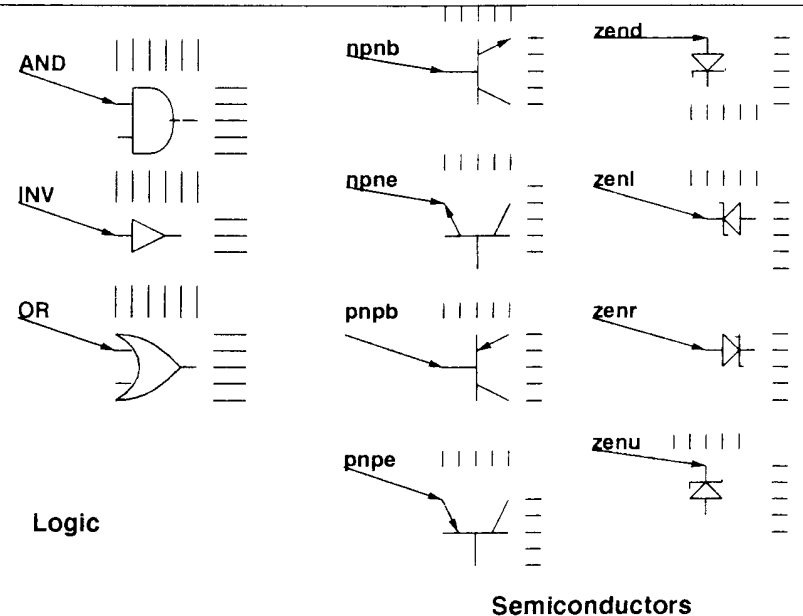 AND
INV
OR
Logic
npnb
npne
pnpb
pnpe
zend
zenl
zenr
zenu
Semiconductors